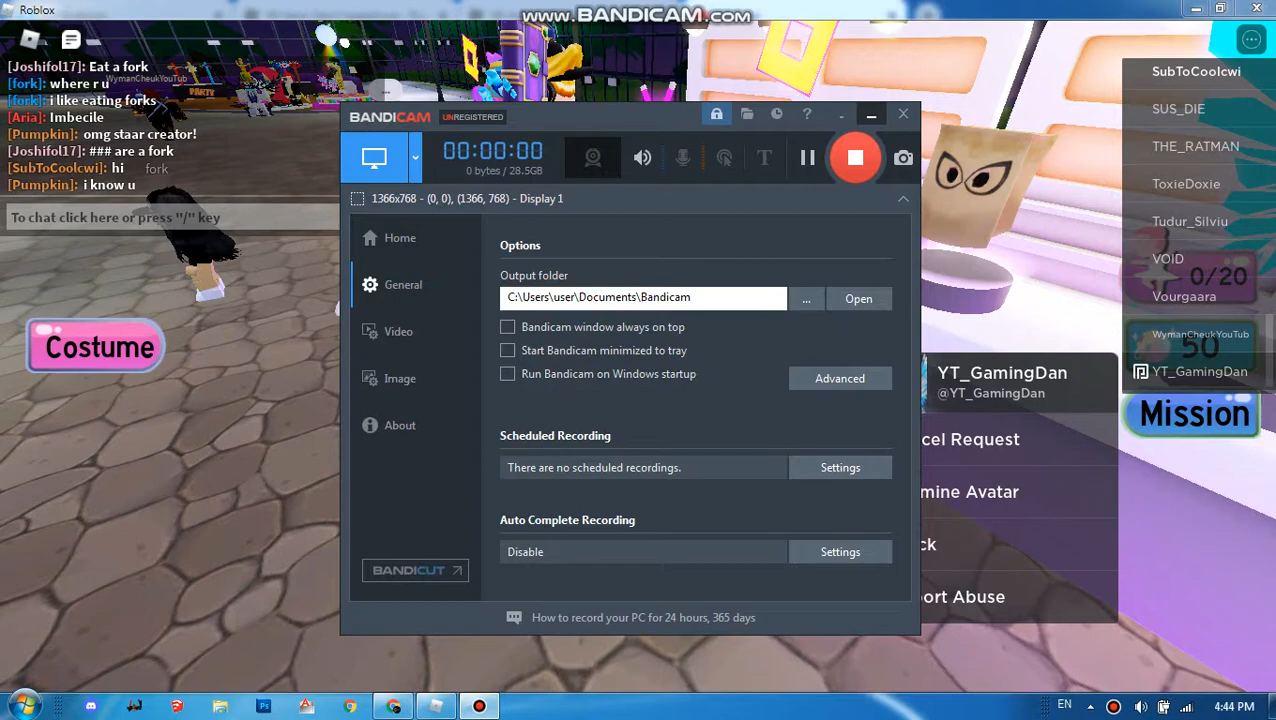 Roblox
www.BANDICAM.com
[Joshifol17]: Eat a fork
[fork]: where r u
WymanCheukYouTub
[fork]: i like eating forks
[Aria]: Imbecile
[Pumpkin]: omg staar creator!
[Joshifol17]: ### are a fork
[SubToCoolcwi]: hi
fork
[Pumpkin]: i know u
To chat click here or press "/" key
PARTY
Costume
BANDICAM
UNREGISTERED
00:00:00
0 bytes / 28.5GB
1366x768 - (0, 0), (1366, 768) - Display 1
Home
General
Video
Image
About
BANDICUT
Options
Output folder
C:\Users\user\Documents\Bandicam
...
Open
Bandicam window always on top
Start Bandicam minimized to tray
Run Bandicam on Windows startup
Advanced
Scheduled Recording
There are no scheduled recordings.
Settings
Auto Complete Recording
Disable
Settings
How to record your PC for 24 hours, 365 days
SubToCoolcwi
SUS_DIE
THE_RATMAN
ToxieDoxie
Tudur_Silviu
VOID
0/20
Vourgaara
WymanCheukYouTub
50
YT_GamingDan
Mission
YT_GamingDan
@YT_GamingDan
cel Request
mine Avatar
ck
port Abuse
EN
4:44 PM